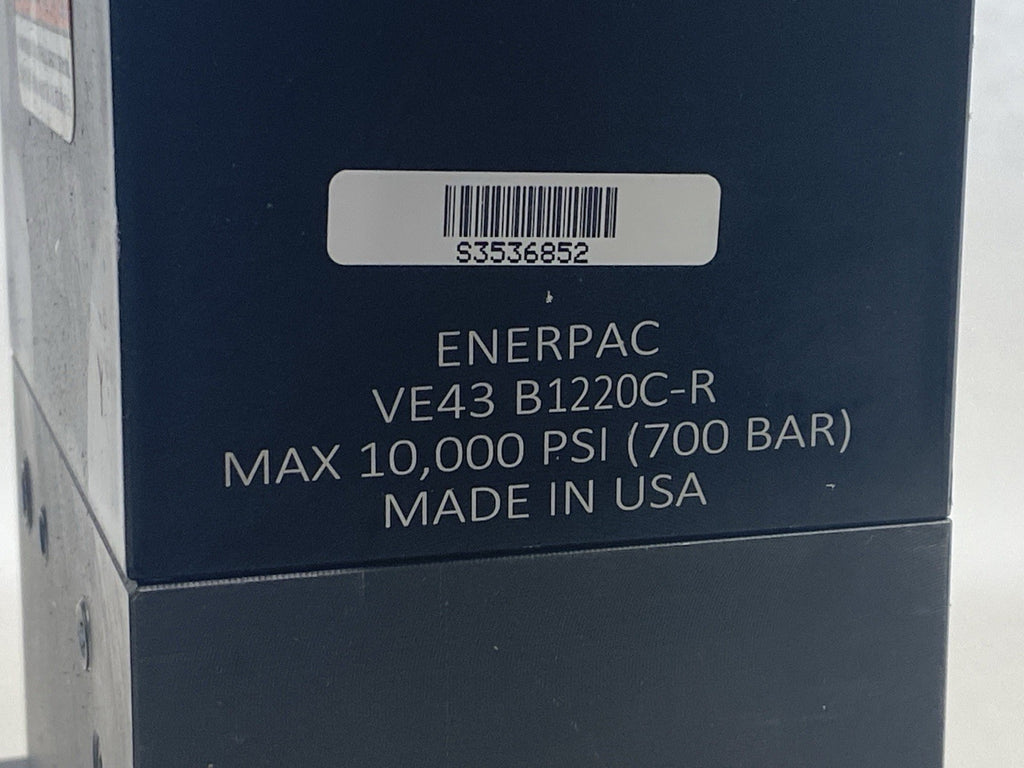 S3536852
ENERPAC
VE43 B1220C-R
MAX 10,000 PSI (700 BAR)
MADE IN USA